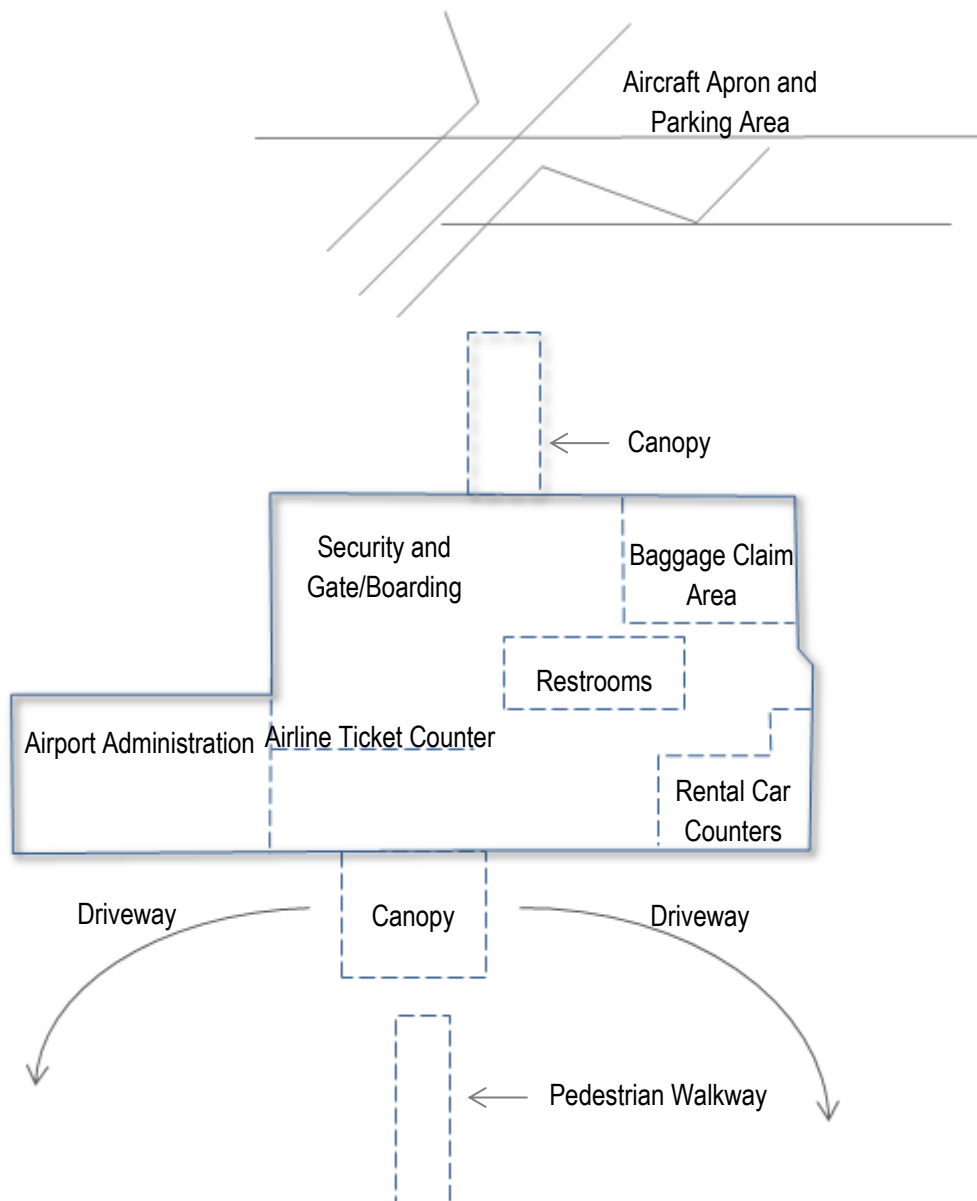 Aircraft Apron and
Parking Area
Canopy
Security and
Gate/Boarding
Baggage Claim
Area
Restrooms
Airport Administration
Airline Ticket Counter
Rental Car
Counters
Driveway
Canopy
Driveway
Pedestrian Walkway